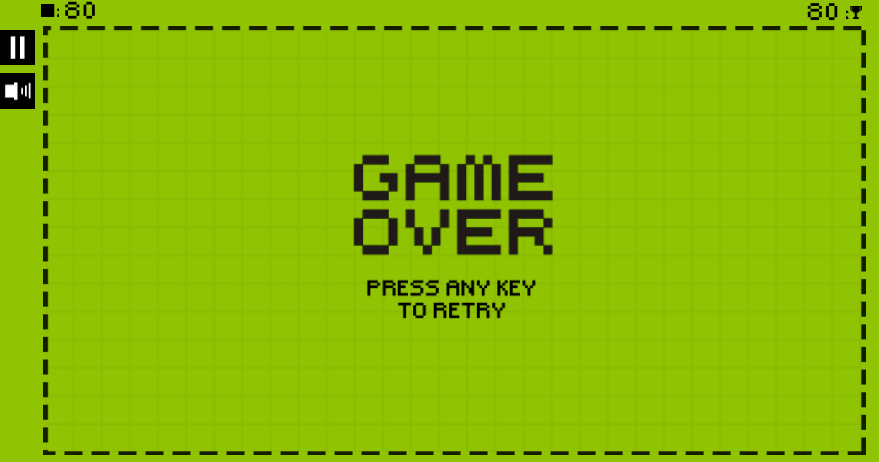 :80
80:
GAME
OVER
PRESS ANY KEY
TO RETRY